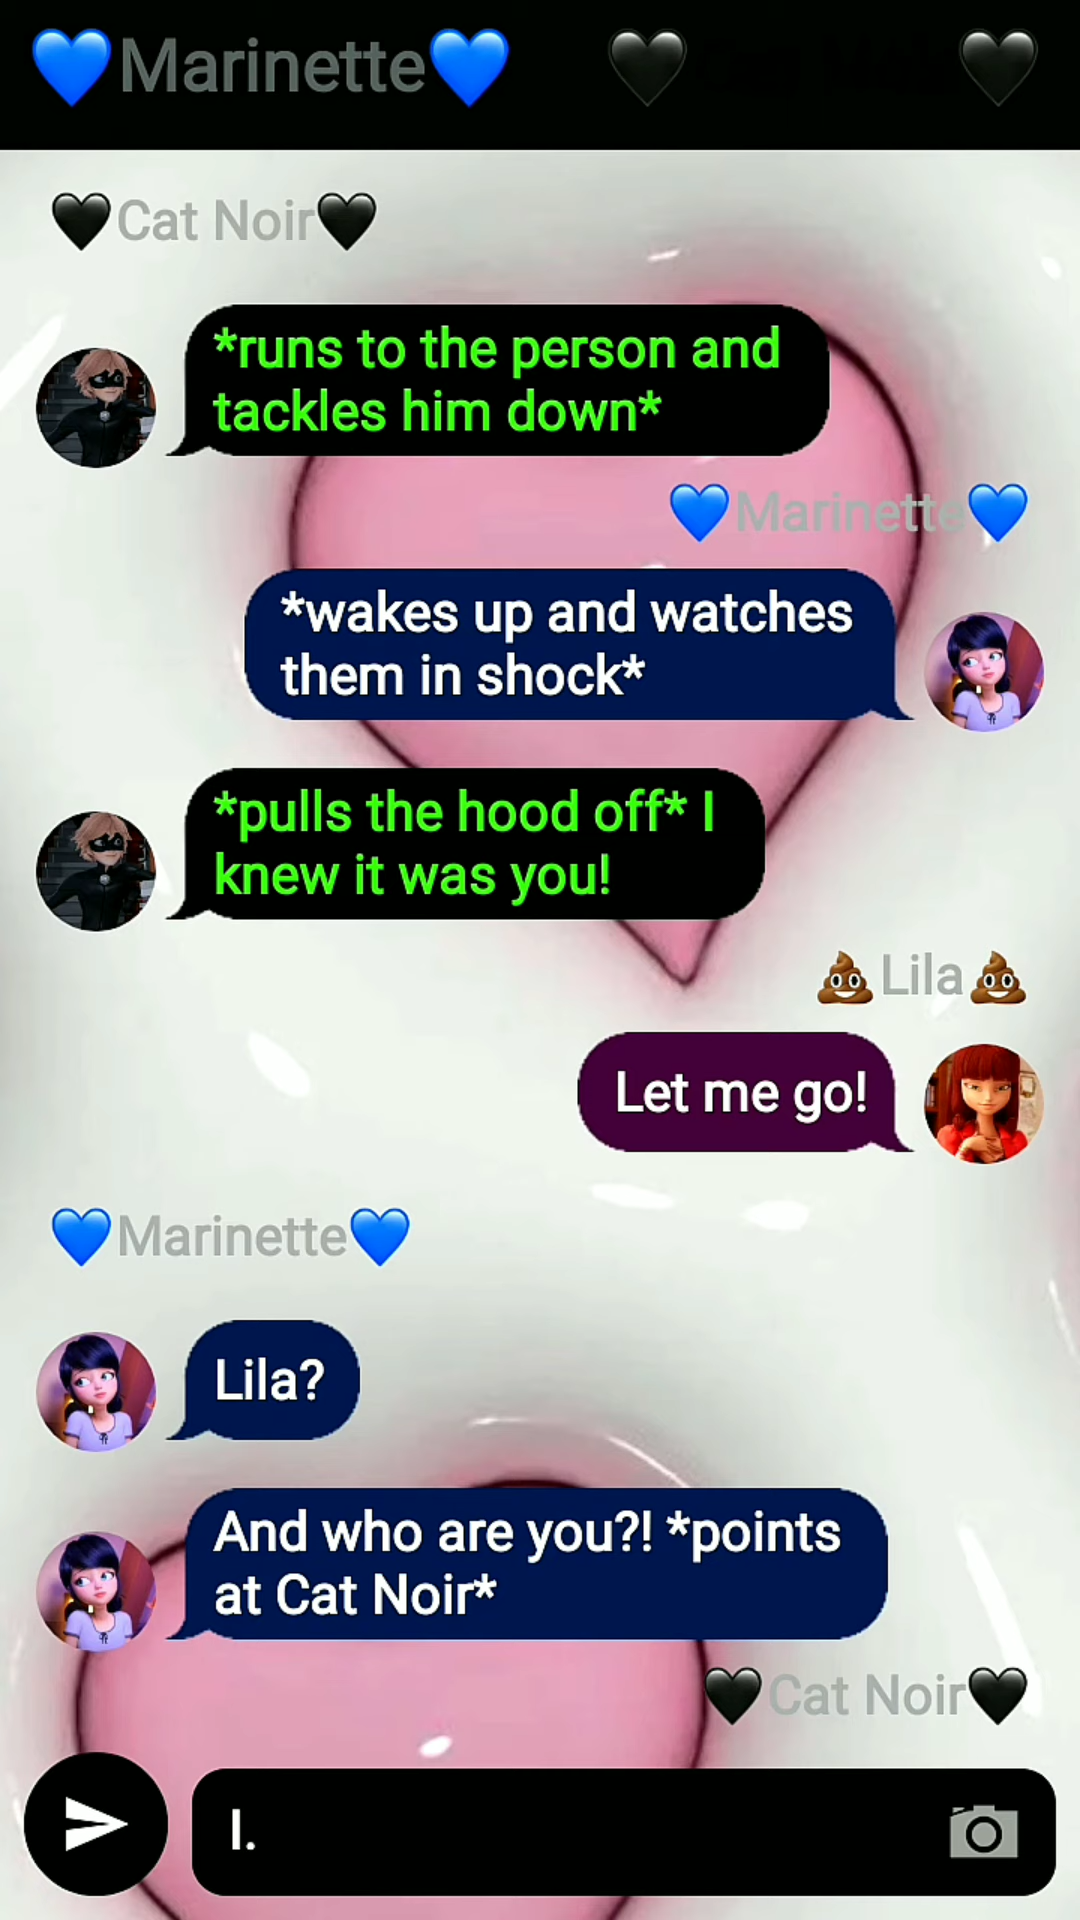 💙Marinette💙 🖤 🖤
🖤Cat Noir🖤
*runs to the person and
tackles him down*
💙Marinette💙
*wakes up and watches
them in shock*
*pulls the hood off* I
knew it was you!
💩Lila💩
Let me go!
💙Marinette💙
Lila?
And who are you?! *points
at Cat Noir*
🖤Cat Noir🖤
I.